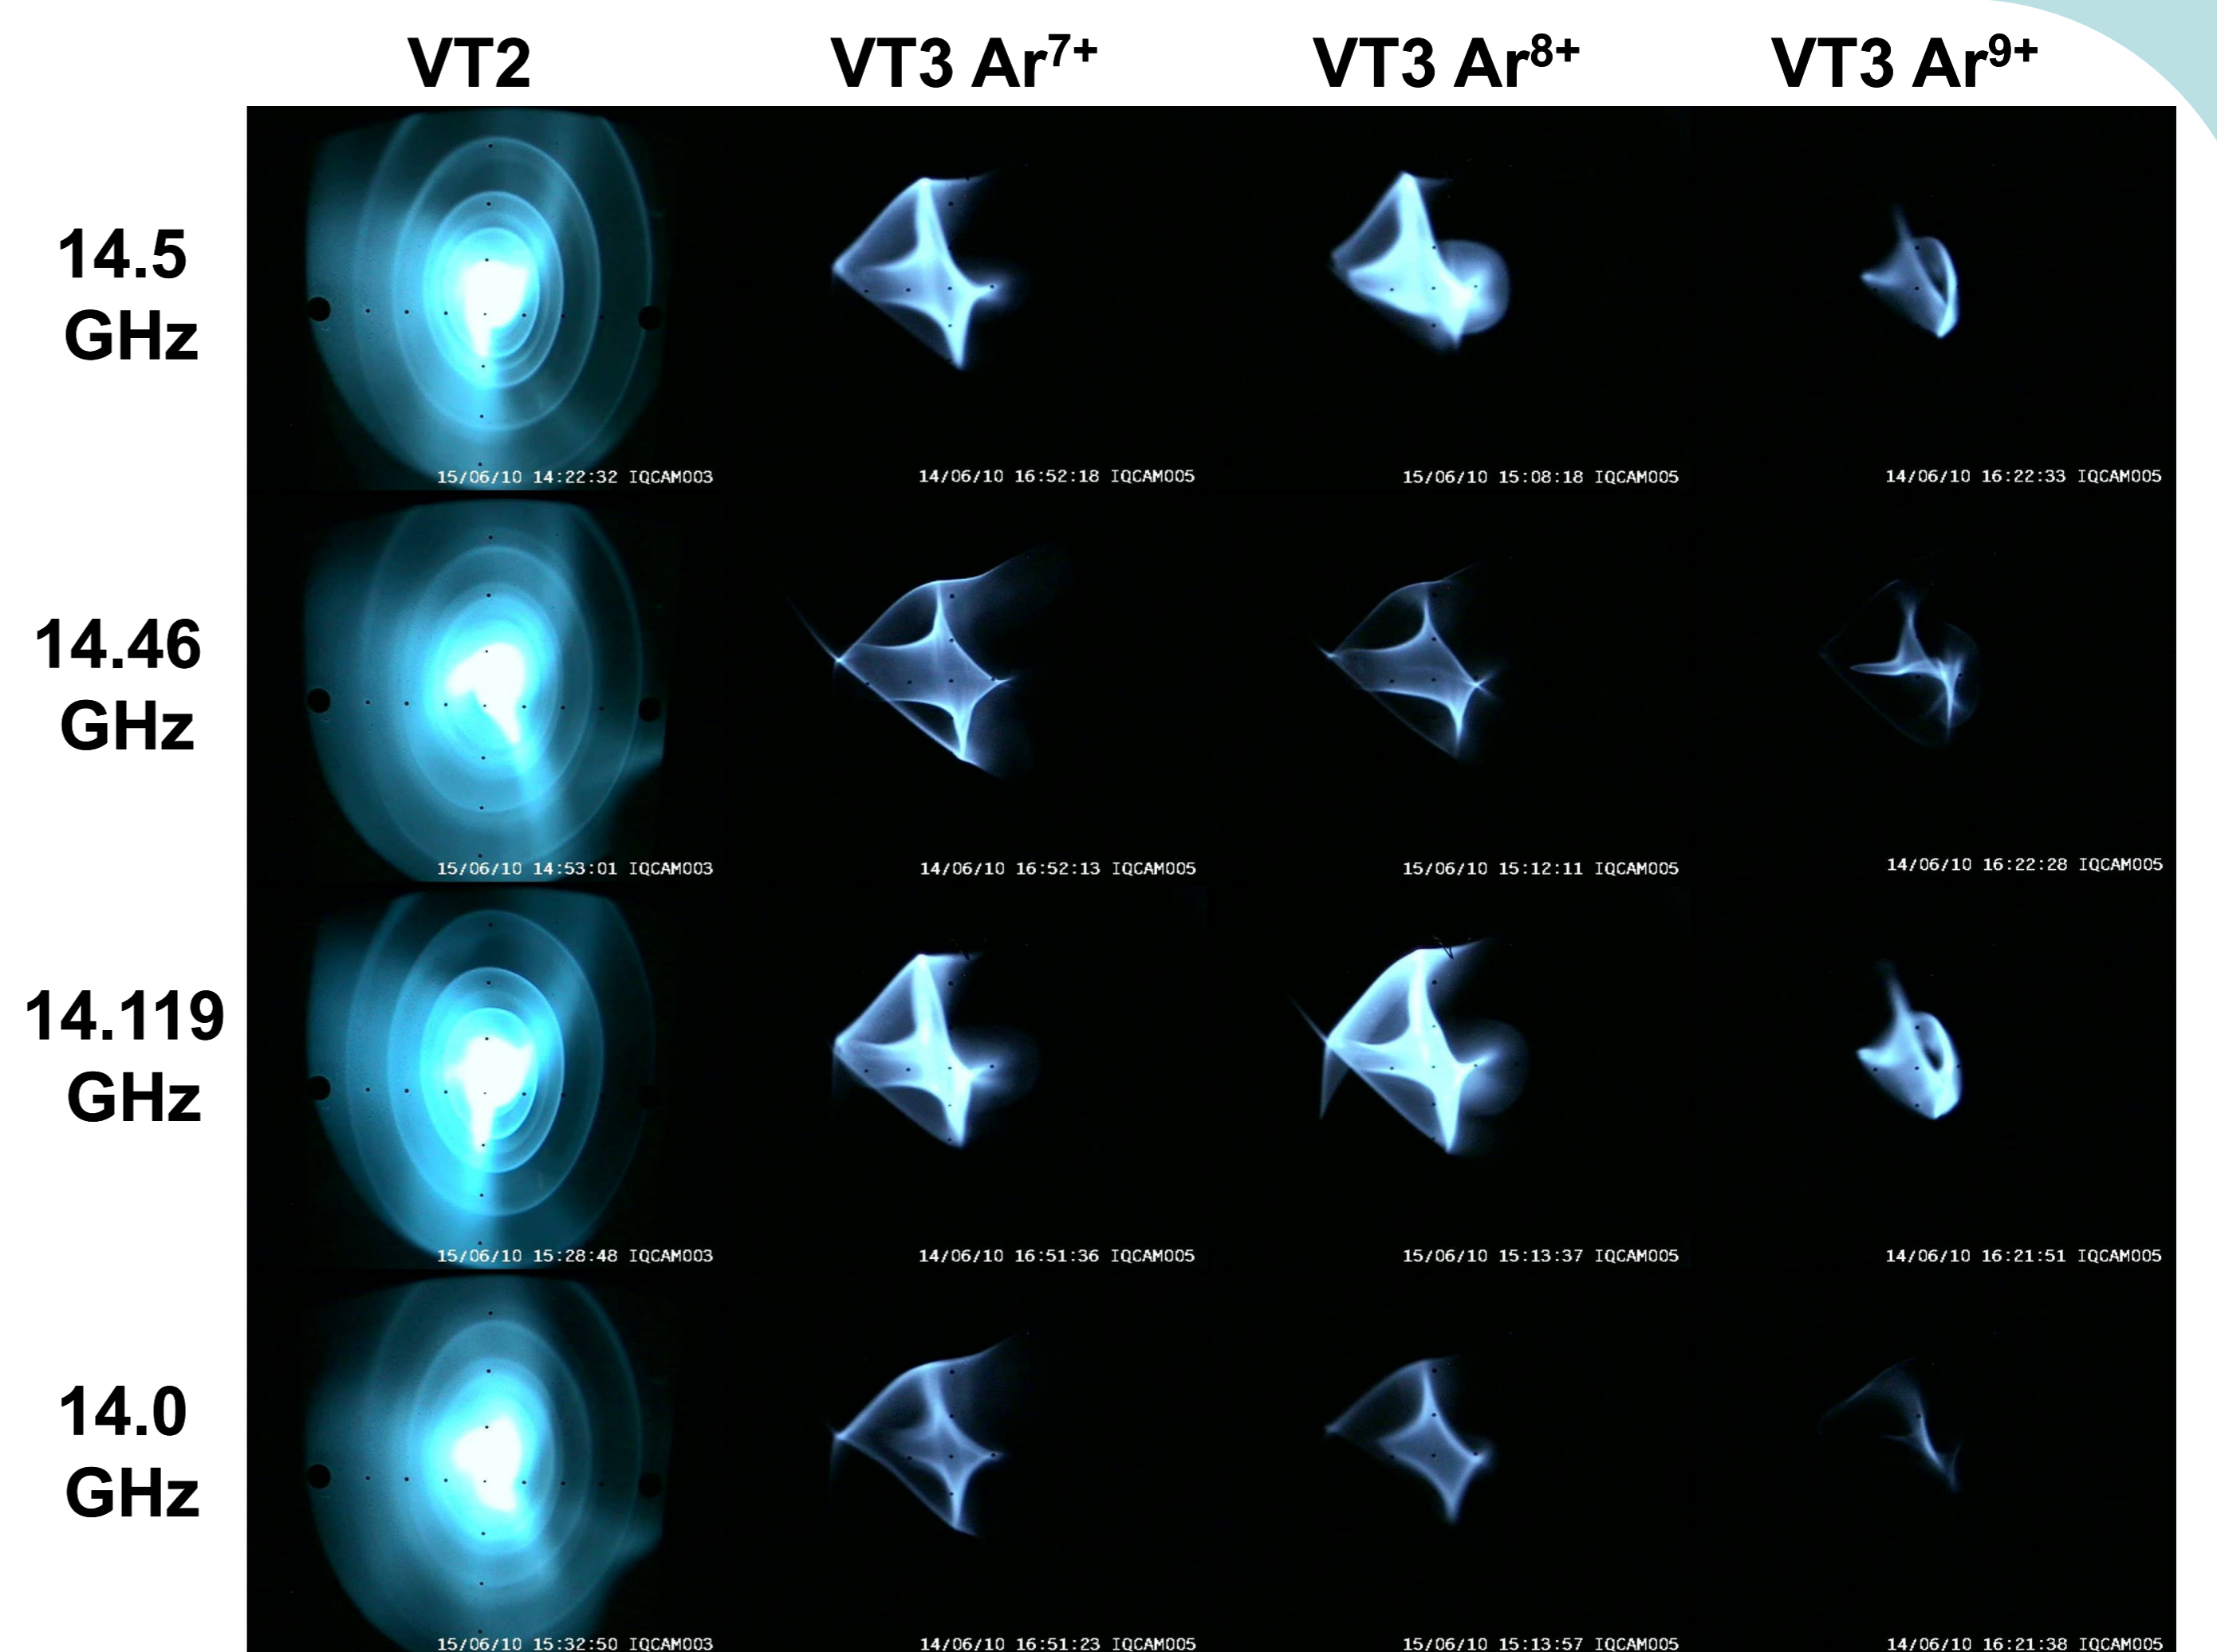 VT2 VT3 Ar⁷⁺ VT3 Ar⁸⁺ VT3 Ar⁹⁺
14.5
GHz
15/06/10 14:22:32 IQCAM003 14/06/10 16:52:18 IQCAM005 15/06/10 15:08:18 IQCAM005 14/06/10 16:22:33 IQCAM005
14.46
GHz
15/06/10 14:53:01 IQCAM003 14/06/10 16:52:13 IQCAM005 15/06/10 15:12:11 IQCAM005 14/06/10 16:22:28 IQCAM005
14.119
GHz
15/06/10 15:28:48 IQCAM003 14/06/10 16:51:36 IQCAM005 15/06/10 15:13:37 IQCAM005 14/06/10 16:21:51 IQCAM005
14.0
GHz
15/06/10 15:32:50 IQCAM003 14/06/10 16:51:23 IQCAM005 15/06/10 15:13:57 IQCAM005 14/06/10 16:21:38 IQCAM005